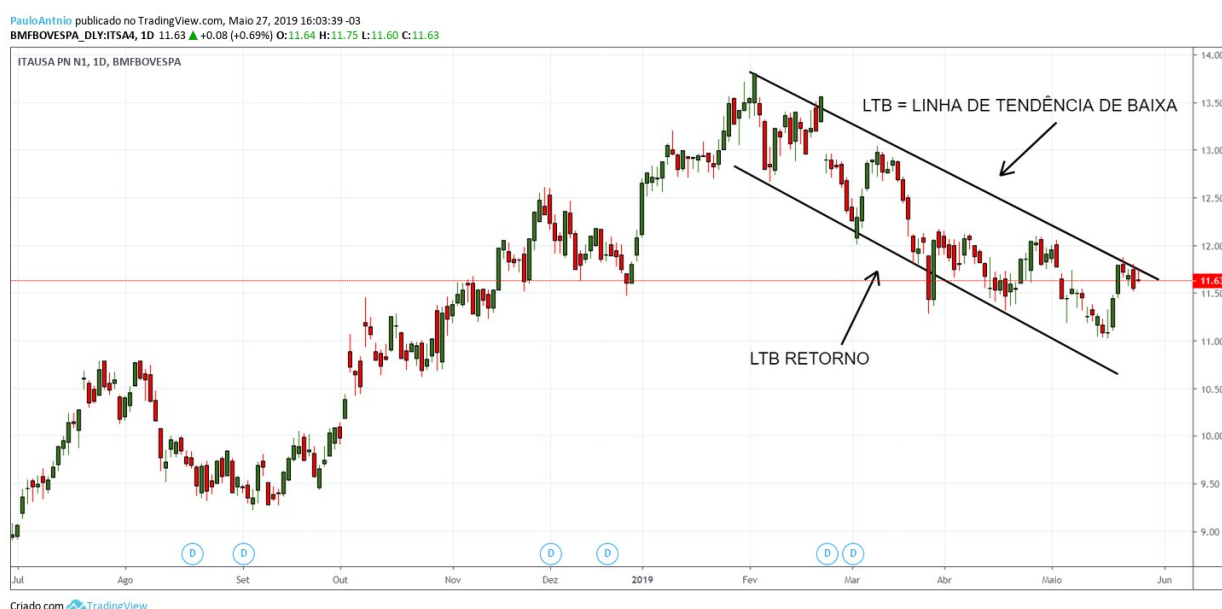 PauloAntnio publicado no TradingView.com, Maio 27, 2019 16:03:39 -03
BMFBOVESPA_DLY:ITSA4, 1D 11.63 ▲ +0.08 (+0.69%) O:11.64 H:11.75 L:11.60 C:11.63
ITAUSA PN N1, 1D, BMFBOVESPA
14.00
13.50
LTB = LINHA DE TENDÊNCIA DE BAIXA
13.00
12.50
12.00
11.63
11.50
LTB RETORNO
11.00
10.50
10.00
9.50
9.00
D D D D D D
Jul Ago Set Out Nov Dez 2019 Fev Mar Abr Maio Jun
Criado com TradingView